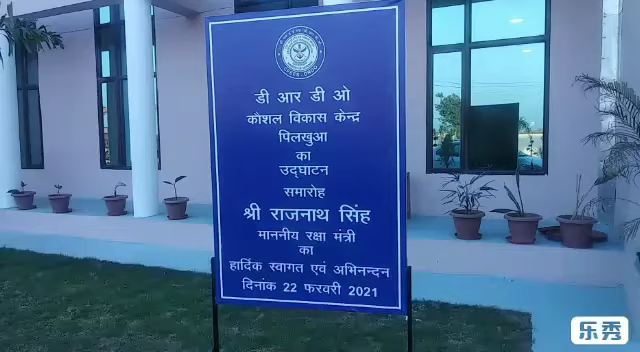 डी आर डी ओ
कौशल विकास केन्द्र
पिलखुआ
का
उद्घाटन
समारोह
श्री राजनाथ सिंह
माननीय रक्षा मंत्री
का
हार्दिक स्वागत एवं अभिनन्दन
दिनांक 22 फरवरी 2021
乐秀